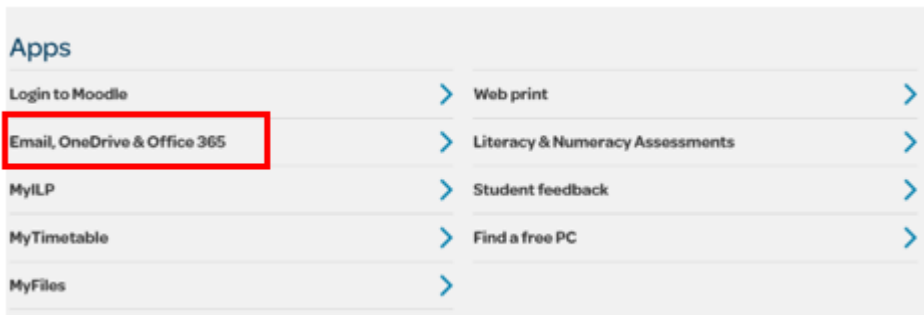 Apps
Login to Moodle
Web print
Email, OneDrive & Office 365
Literacy & Numeracy Assessments
MyILP
Student feedback
MyTimetable
Find a free PC
MyFiles